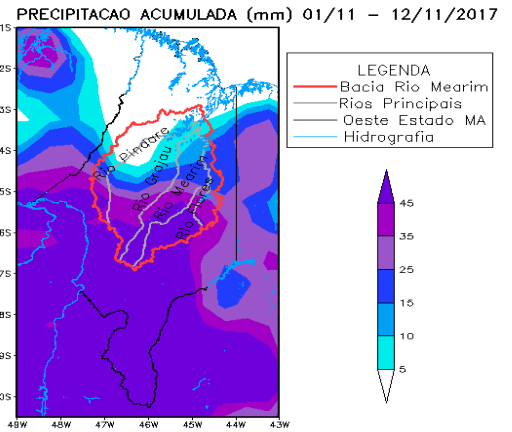 PRECIPITACAO ACUMULADA (mm) 01/11 - 12/11/2017
LEGENDA
Bacia Rio Mearim
Rios Principais
Oeste Estado MA
Hidrografia
1S
2S
3S
4S
5S
6S
7S
8S
9S
0S
48W 48W 47W 46W 45W 44W 43W
Rio Pindare
Rio Grajau
Rio Mearim
Rio Flores
45
35
25
15
10
5